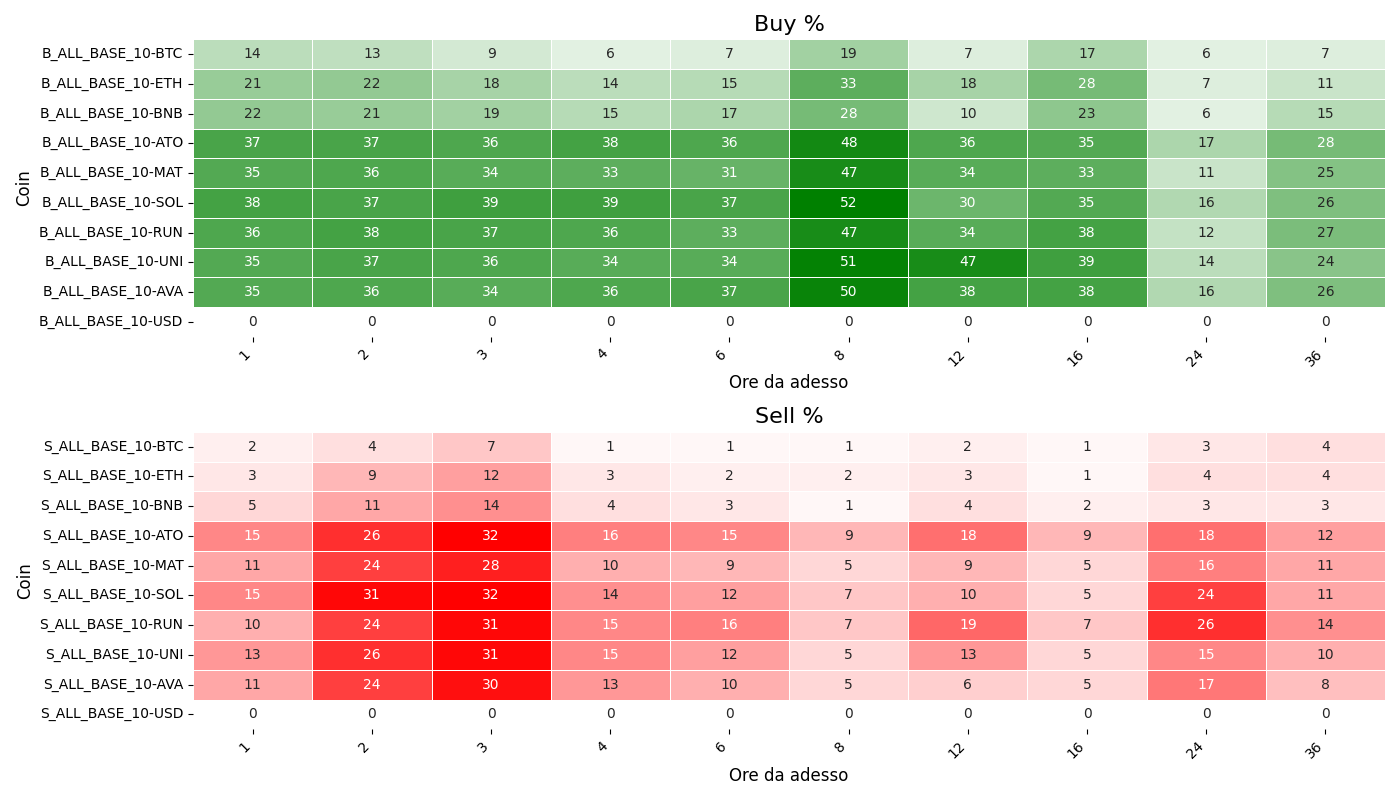 Buy %
Coin
B_ALL_BASE_10-BTC 14 13 9 6 7 19 7 17 6 7
B_ALL_BASE_10-ETH 21 22 18 14 15 33 18 28 7 11
B_ALL_BASE_10-BNB 22 21 19 15 17 28 10 23 6 15
B_ALL_BASE_10-ATO 37 37 36 38 36 48 36 35 17 28
B_ALL_BASE_10-MAT 35 36 34 33 31 47 34 33 11 25
B_ALL_BASE_10-SOL 38 37 39 39 37 52 30 35 16 26
B_ALL_BASE_10-RUN 36 38 37 36 33 47 34 38 12 27
B_ALL_BASE_10-UNI 35 37 36 34 34 51 47 39 14 24
B_ALL_BASE_10-AVA 35 36 34 36 37 50 38 38 16 26
B_ALL_BASE_10-USD 0 0 0 0 0 0 0 0 0 0
1 2 3 4 6 8 12 16 24 36
Ore da adesso
Sell %
Coin
S_ALL_BASE_10-BTC 2 4 7 1 1 1 2 1 3 4
S_ALL_BASE_10-ETH 3 9 12 3 2 2 3 1 4 4
S_ALL_BASE_10-BNB 5 11 14 4 3 1 4 2 3 3
S_ALL_BASE_10-ATO 15 26 32 16 15 9 18 9 18 12
S_ALL_BASE_10-MAT 11 24 28 10 9 5 9 5 16 11
S_ALL_BASE_10-SOL 15 31 32 14 12 7 10 5 24 11
S_ALL_BASE_10-RUN 10 24 31 15 16 7 19 7 26 14
S_ALL_BASE_10-UNI 13 26 31 15 12 5 13 5 15 10
S_ALL_BASE_10-AVA 11 24 30 13 10 5 6 5 17 8
S_ALL_BASE_10-USD 0 0 0 0 0 0 0 0 0 0
1 2 3 4 6 8 12 16 24 36
Ore da adesso